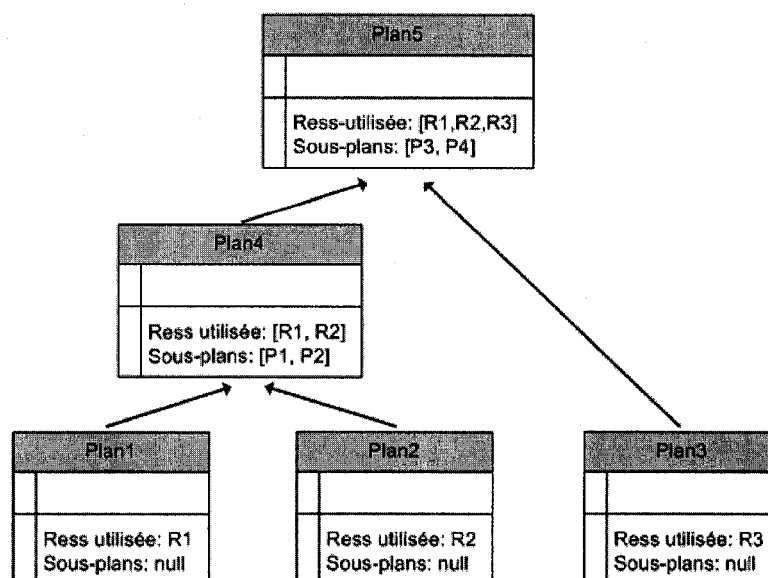 Plan5
Ress-utilisée: [R1,R2,R3]
Sous-plans: [P3, P4]
Plan4
Ress utilisée: [R1, R2]
Sous-plans: [P1, P2]
Plan1
Ress utilisée: R1
Sous-plans: null
Plan2
Ress utilisée: R2
Sous-plans: null
Plan3
Ress utilisée: R3
Sous-plans: null